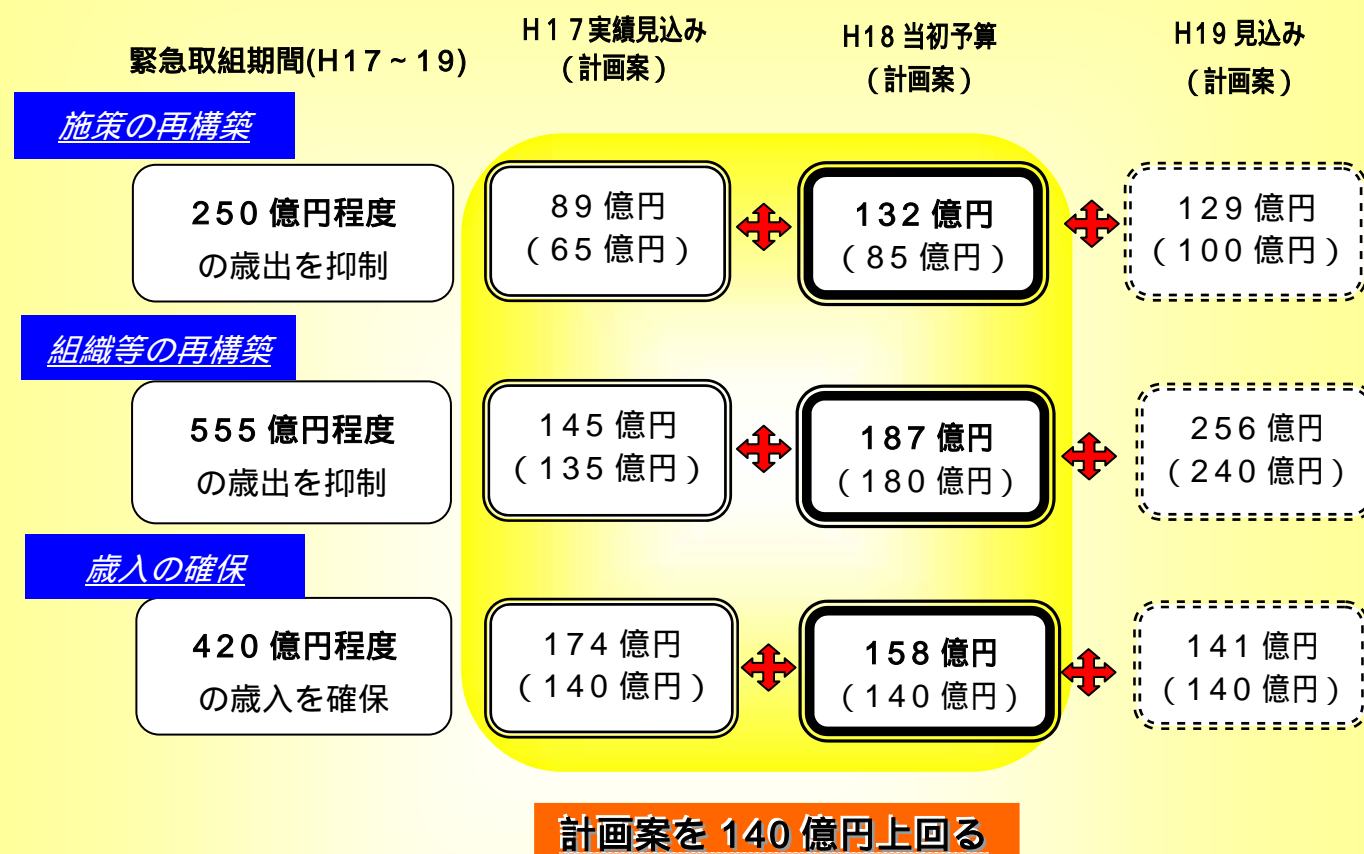 緊急取組期間(H17~19)
H17実績見込み
(計画案)
H18当初予算
(計画案)
H19見込み
(計画案)
施策の再構築
250億円程度
の歳出を抑制
89億円
(65億円)
132億円
(85億円)
129億円
(100億円)
組織等の再構築
555億円程度
の歳出を抑制
145億円
(135億円)
187億円
(180億円)
256億円
(240億円)
歳入の確保
420億円程度
の歳入を確保
174億円
(140億円)
158億円
(140億円)
141億円
(140億円)
計画案を140億円上回る